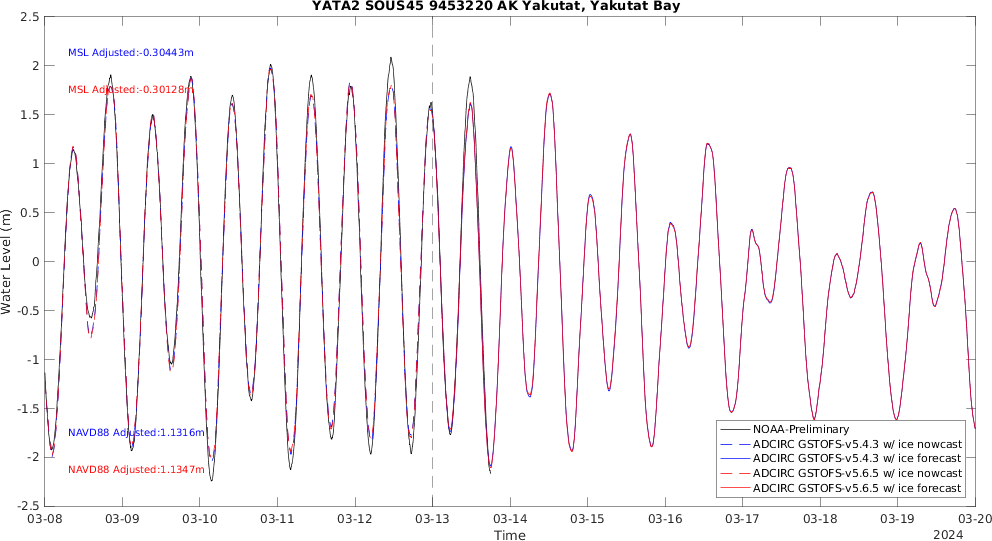 YATA2 SOUS45 9453220 AK Yakutat, Yakutat Bay
2.5
2
1.5
1
0.5
0
-0.5
-1
-1.5
-2
-2.5
Water Level (m)
MSL Adjusted:-0.30443m
MSL Adjusted:-0.30128m
NAVD88 Adjusted:1.1316m
NAVD88 Adjusted:1.1347m
NOAA-Preliminary
ADCIRC GSTOFS-v5.4.3 w/ ice nowcast
ADCIRC GSTOFS-v5.4.3 w/ ice forecast
ADCIRC GSTOFS-v5.6.5 w/ ice nowcast
ADCIRC GSTOFS-v5.6.5 w/ ice forecast
03-08 03-09 03-10 03-11 03-12 03-13 03-14 03-15 03-16 03-17 03-18 03-19 03-20
Time
2024